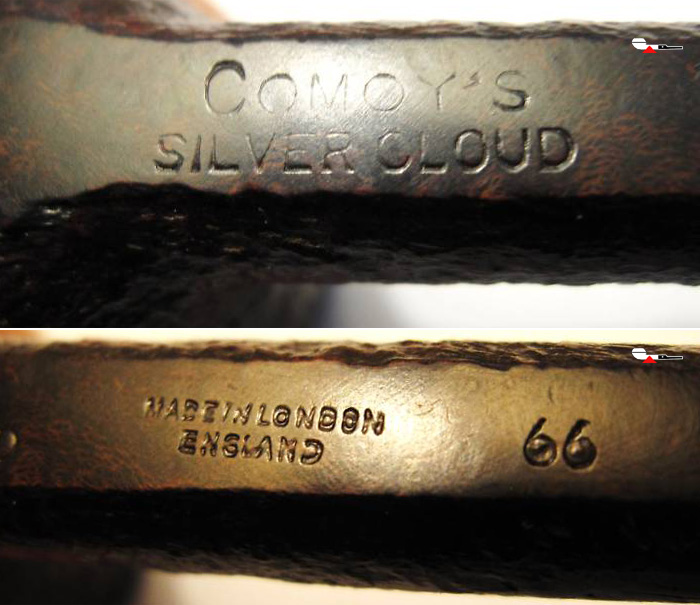 COMOY'S
SILVER CLOUD
MADE IN LONDON
ENGLAND
66